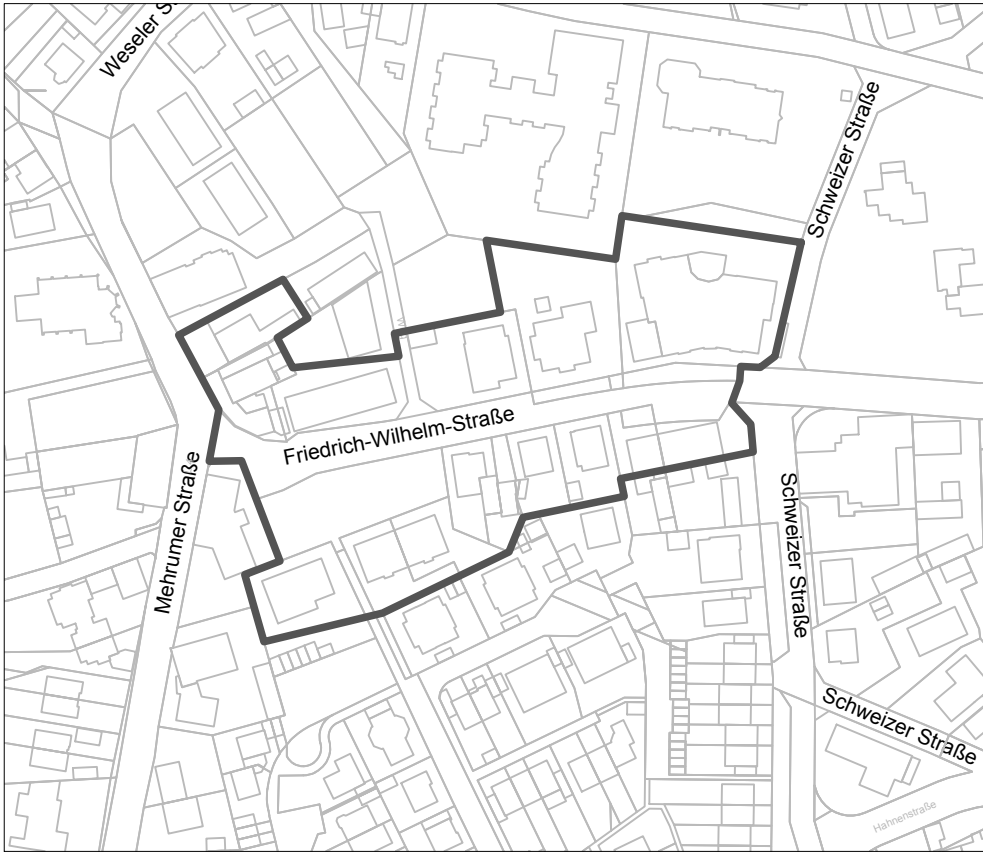 Weseler
Schweizer Straße
Friedrich-Wilhelm-Straße
Mehrumer Straße
Schweizer Straße
Schweizer Straße
Hahnenstraße